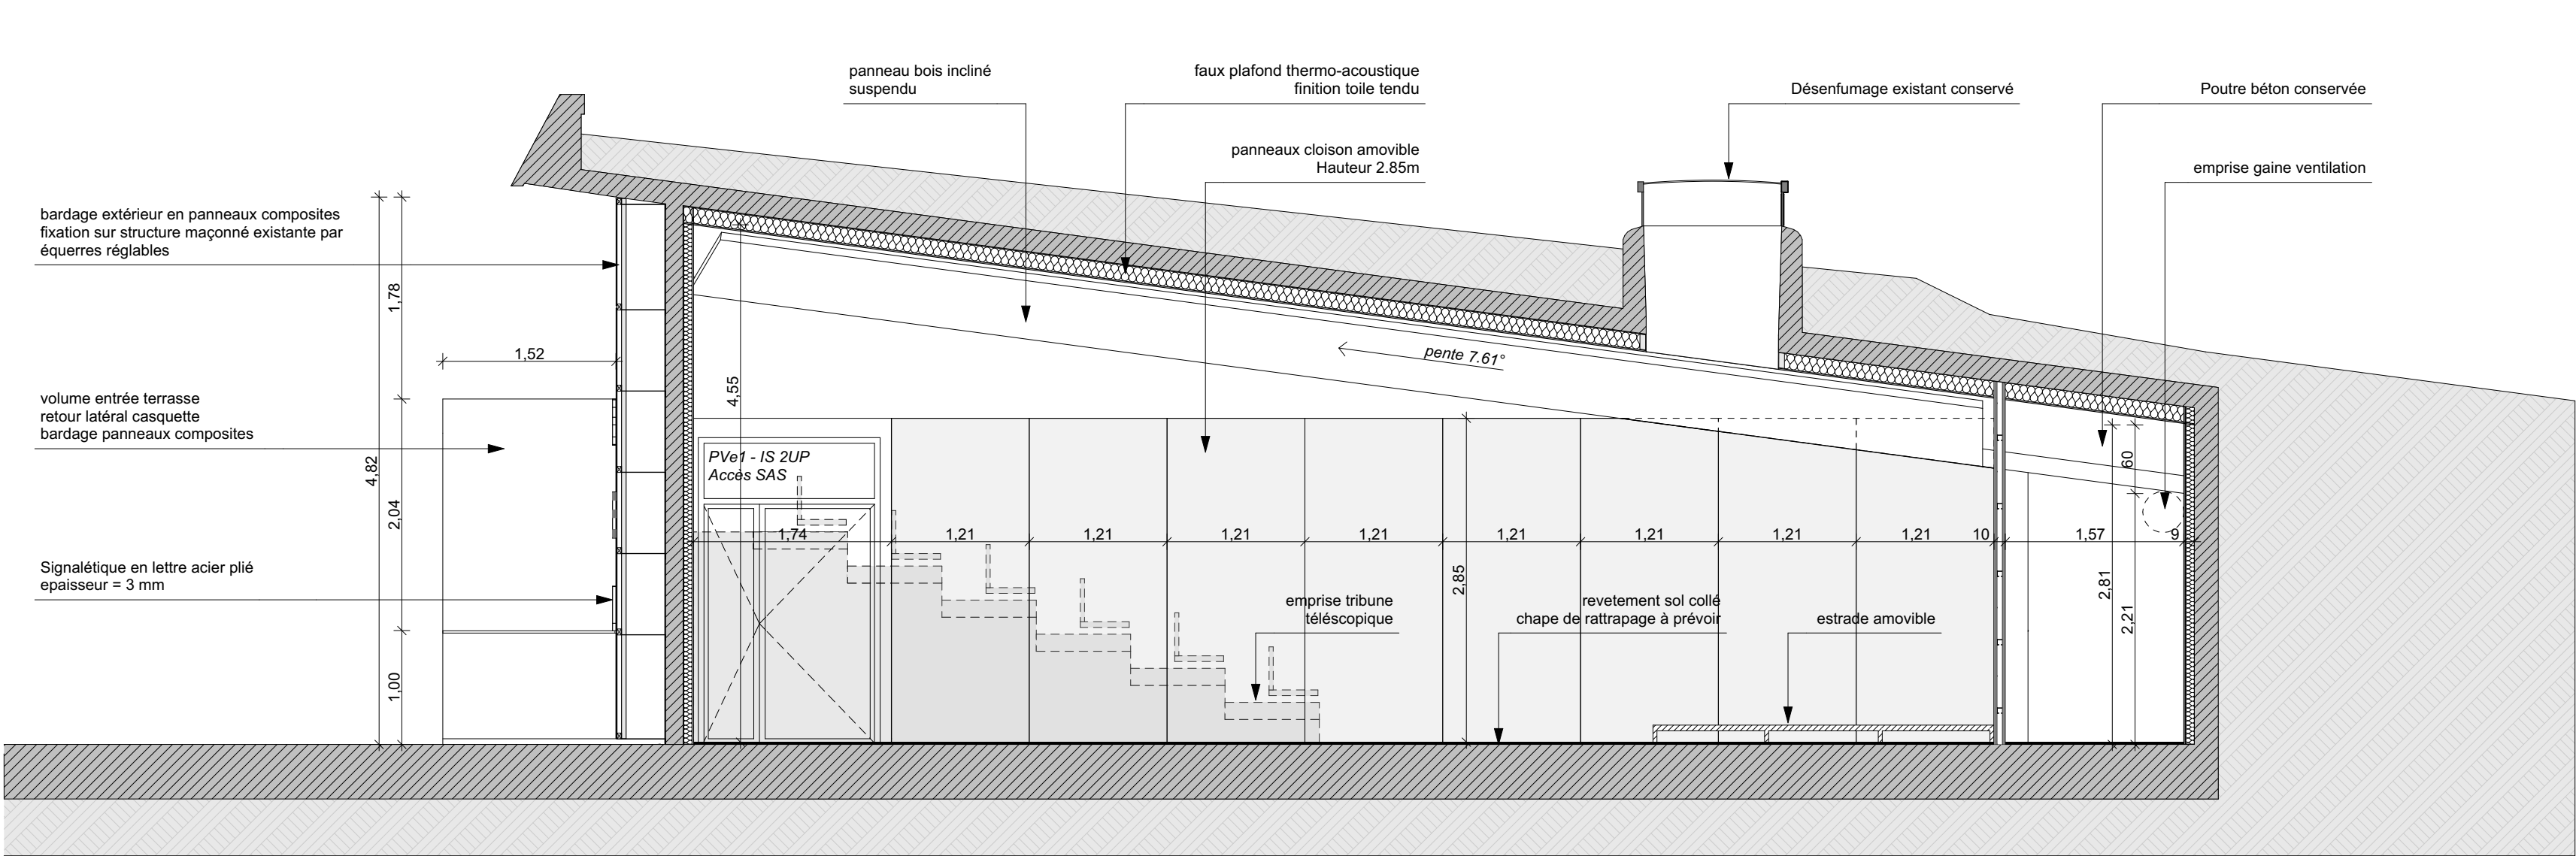 panneau bois incliné
suspendu
faux plafond thermo-acoustique
finition toile tendu
Désenfumage existant conservé
Poutre béton conservée
panneaux cloison amovible
Hauteur 2.85m
emprise gaine ventilation
bardage extérieur en panneaux composites
fixation sur structure maçonné existante par
équerres réglables
1,78
1,52
pente 7.61°
4,55
volume entrée terrasse
retour latéral casquette
bardage panneaux composites
4,82
2,04
PVe1 - IS 2UP
Accès SAS
60
1,74
1,21
1,21
1,21
1,21
1,21
1,21
1,21
1,21
10
1,57
9
Signalétique en lettre acier plié
epaisseur = 3 mm
2,85
2,81
2,21
emprise tribune
téléscopique
revetement sol collé
chape de rattrapage à prévoir
estrade amovible
1,00